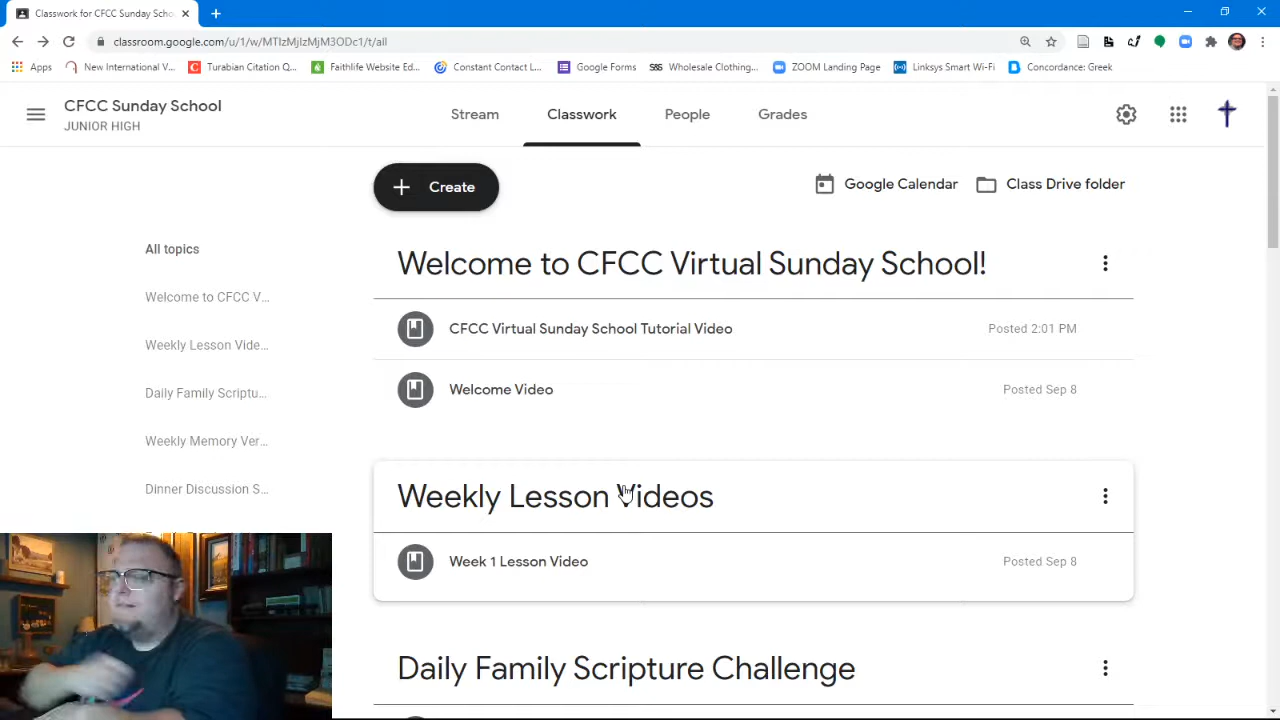 Classwork for CFCC Sunday Scho
classroom.google.com/u/1/w/MTIzMjIzMjM3ODc1/t/all
Apps New International V... Turabian Citation Q... Faithlife Website Ed... Constant Contact L... Google Forms S&S Wholesale Clothing... ZOOM Landing Page Linksys Smart Wi-Fi Concordance: Greek
CFCC Sunday School
JUNIOR HIGH
Stream Classwork People Grades
Create
Google Calendar Class Drive folder
All topics
Welcome to CFCC V...
Weekly Lesson Vide...
Daily Family Scriptu...
Weekly Memory Ver...
Dinner Discussion S...
Welcome to CFCC Virtual Sunday School!
CFCC Virtual Sunday School Tutorial Video Posted 2:01 PM
Welcome Video Posted Sep 8
Weekly Lesson Videos
Week 1 Lesson Video Posted Sep 8
Daily Family Scripture Challenge